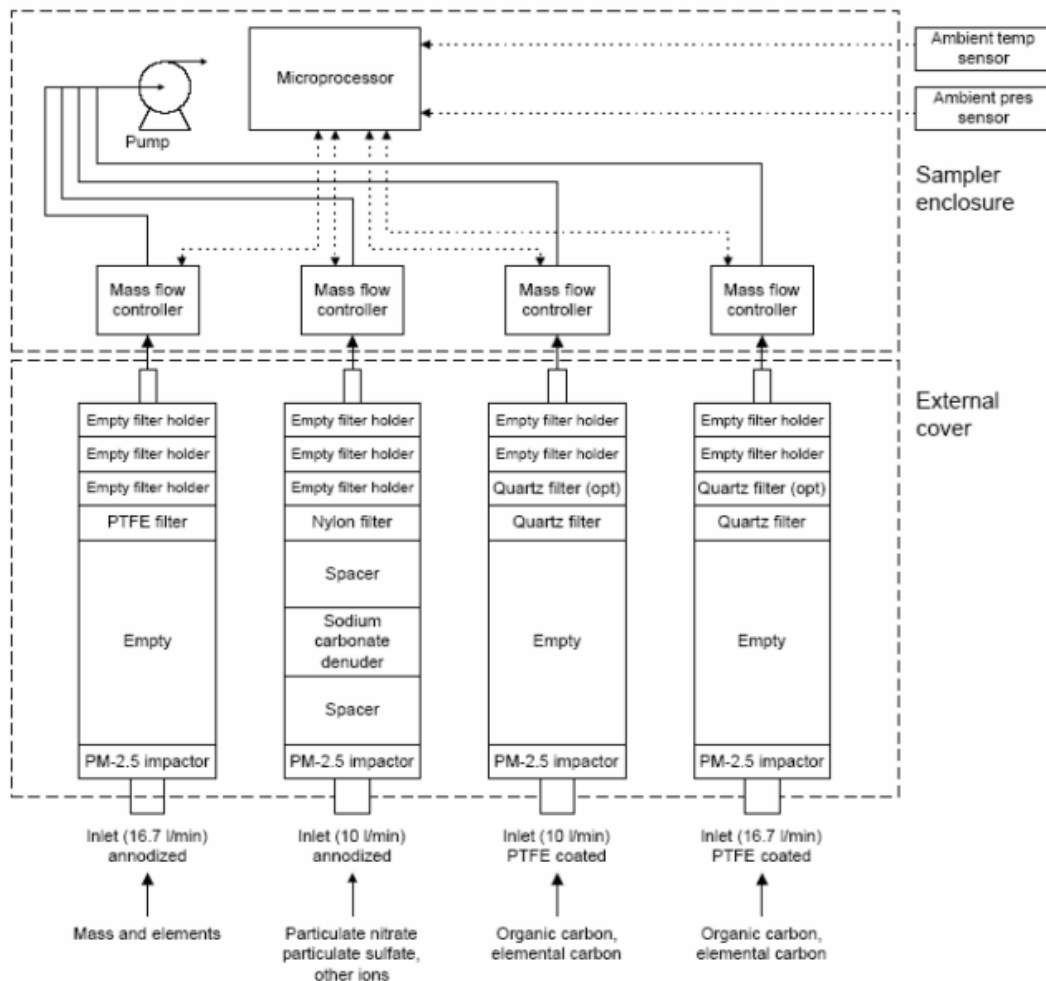 Microprocessor
Pump
Ambient temp
sensor
Ambient pres
sensor
Sampler
enclosure
Mass flow
controller
Mass flow
controller
Mass flow
controller
Mass flow
controller
External
cover
Empty filter holder
Empty filter holder
Empty filter holder
PTFE filter
Empty
PM-2.5 impactor
Empty filter holder
Empty filter holder
Empty filter holder
Nylon filter
Spacer
Sodium
carbonate
denuder
Spacer
PM-2.5 impactor
Empty filter holder
Empty filter holder
Quartz filter (opt)
Quartz filter
Empty
PM-2.5 impactor
Empty filter holder
Empty filter holder
Quartz filter (opt)
Quartz filter
Empty
PM-2.5 impactor
Inlet (16.7 l/min)
annodized
Inlet (10 l/min)
annodized
Inlet (10 l/min)
PTFE coated
Inlet (16.7 l/min)
PTFE coated
Mass and elements
Particulate nitrate
particulate sulfate,
other ions
Organic carbon,
elemental carbon
Organic carbon,
elemental carbon